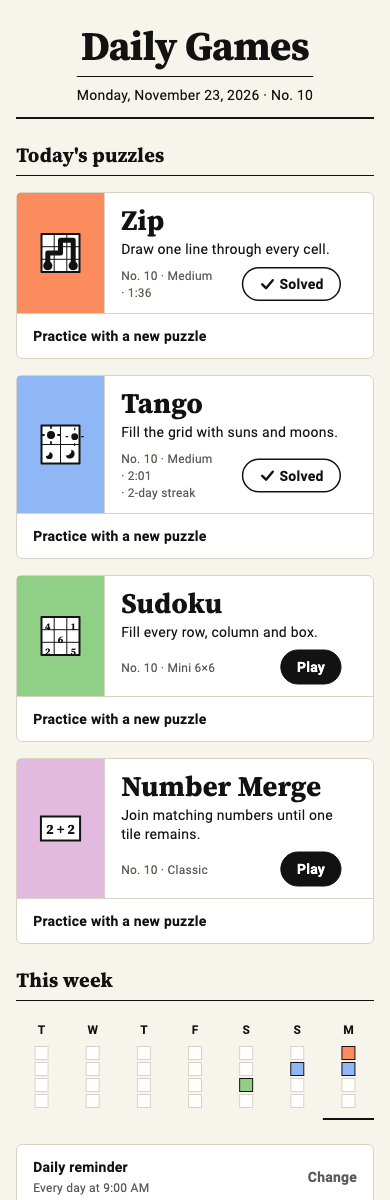 Daily Games
Monday, November 23, 2026 · No. 10
Today's puzzles
Zip
Draw one line through every cell.
No. 10 · Medium
· 1:36
Solved
Practice with a new puzzle
Tango
Fill the grid with suns and moons.
No. 10 · Medium
· 2:01
· 2-day streak
Solved
Practice with a new puzzle
4 1
6
2 5
Sudoku
Fill every row, column and box.
No. 10 · Mini 6×6
Play
Practice with a new puzzle
2 + 2
Number Merge
Join matching numbers until one
tile remains.
No. 10 · Classic
Play
Practice with a new puzzle
This week
T W T F S S M
Daily reminder
Every day at 9:00 AM
Change